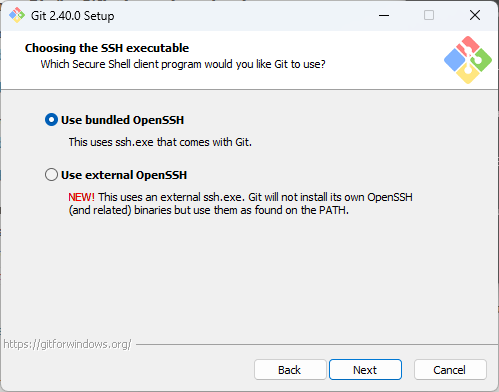 Git 2.40.0 Setup
Choosing the SSH executable
Which Secure Shell client program would you like Git to use?
Use bundled OpenSSH
This uses ssh.exe that comes with Git.
Use external OpenSSH
NEW! This uses an external ssh.exe. Git will not install its own OpenSSH
(and related) binaries but use them as found on the PATH.
https://gitforwindows.org/
Back
Next
Cancel